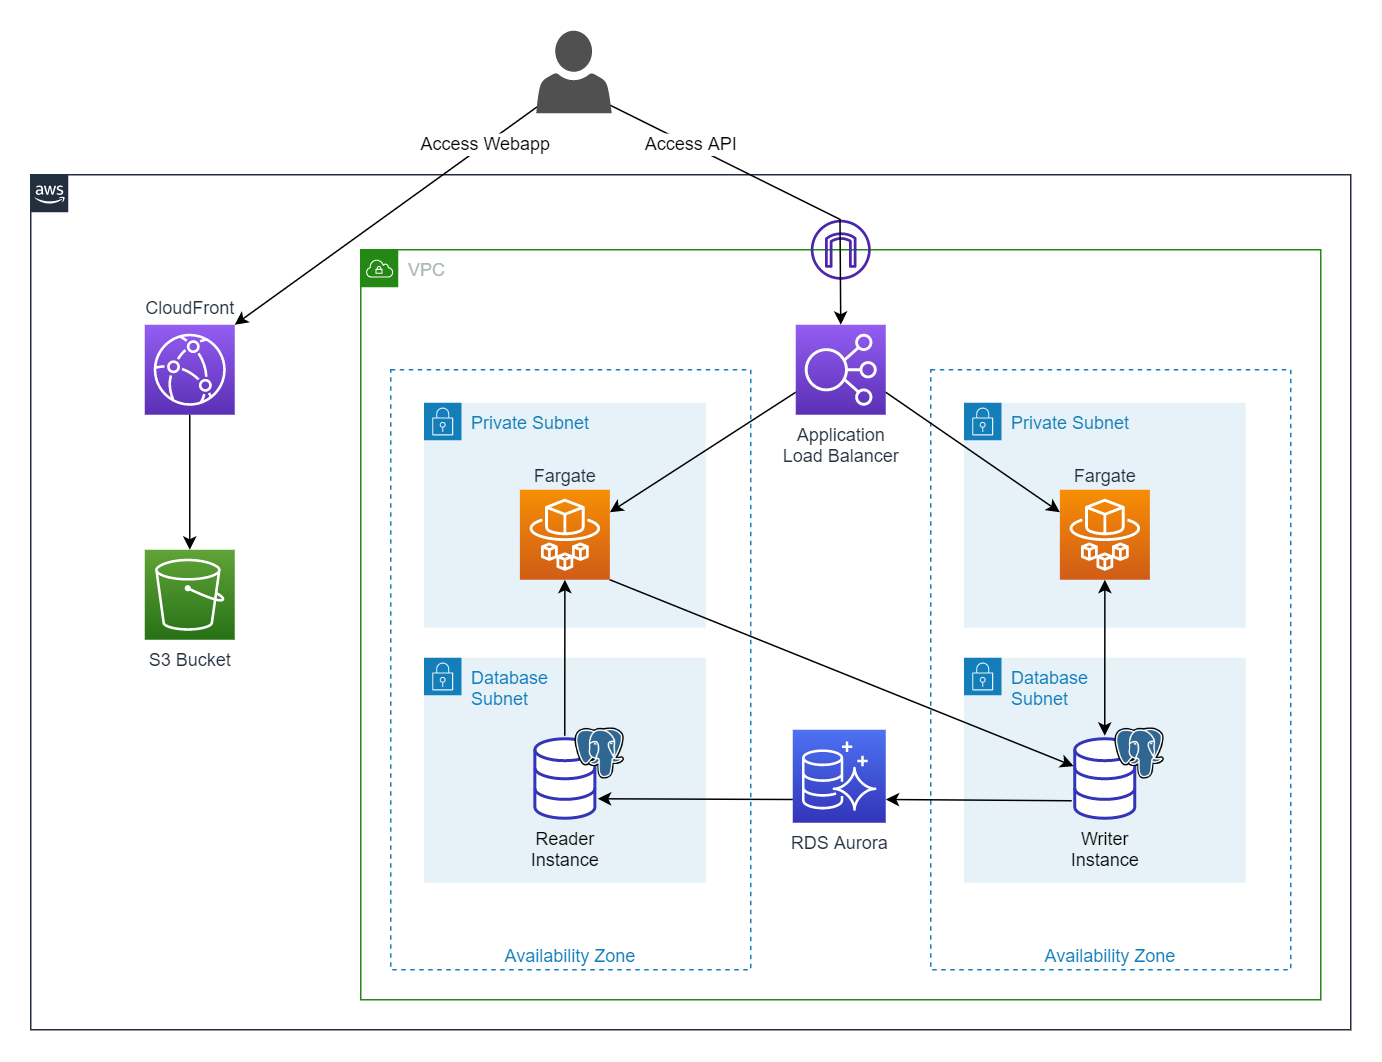 Access Webapp
Access API
aws
VPC
CloudFront
Application
Load Balancer
Private Subnet
Private Subnet
Fargate
Fargate
S3 Bucket
Database
Subnet
Database
Subnet
Reader
Instance
RDS Aurora
Writer
Instance
Availability Zone
Availability Zone